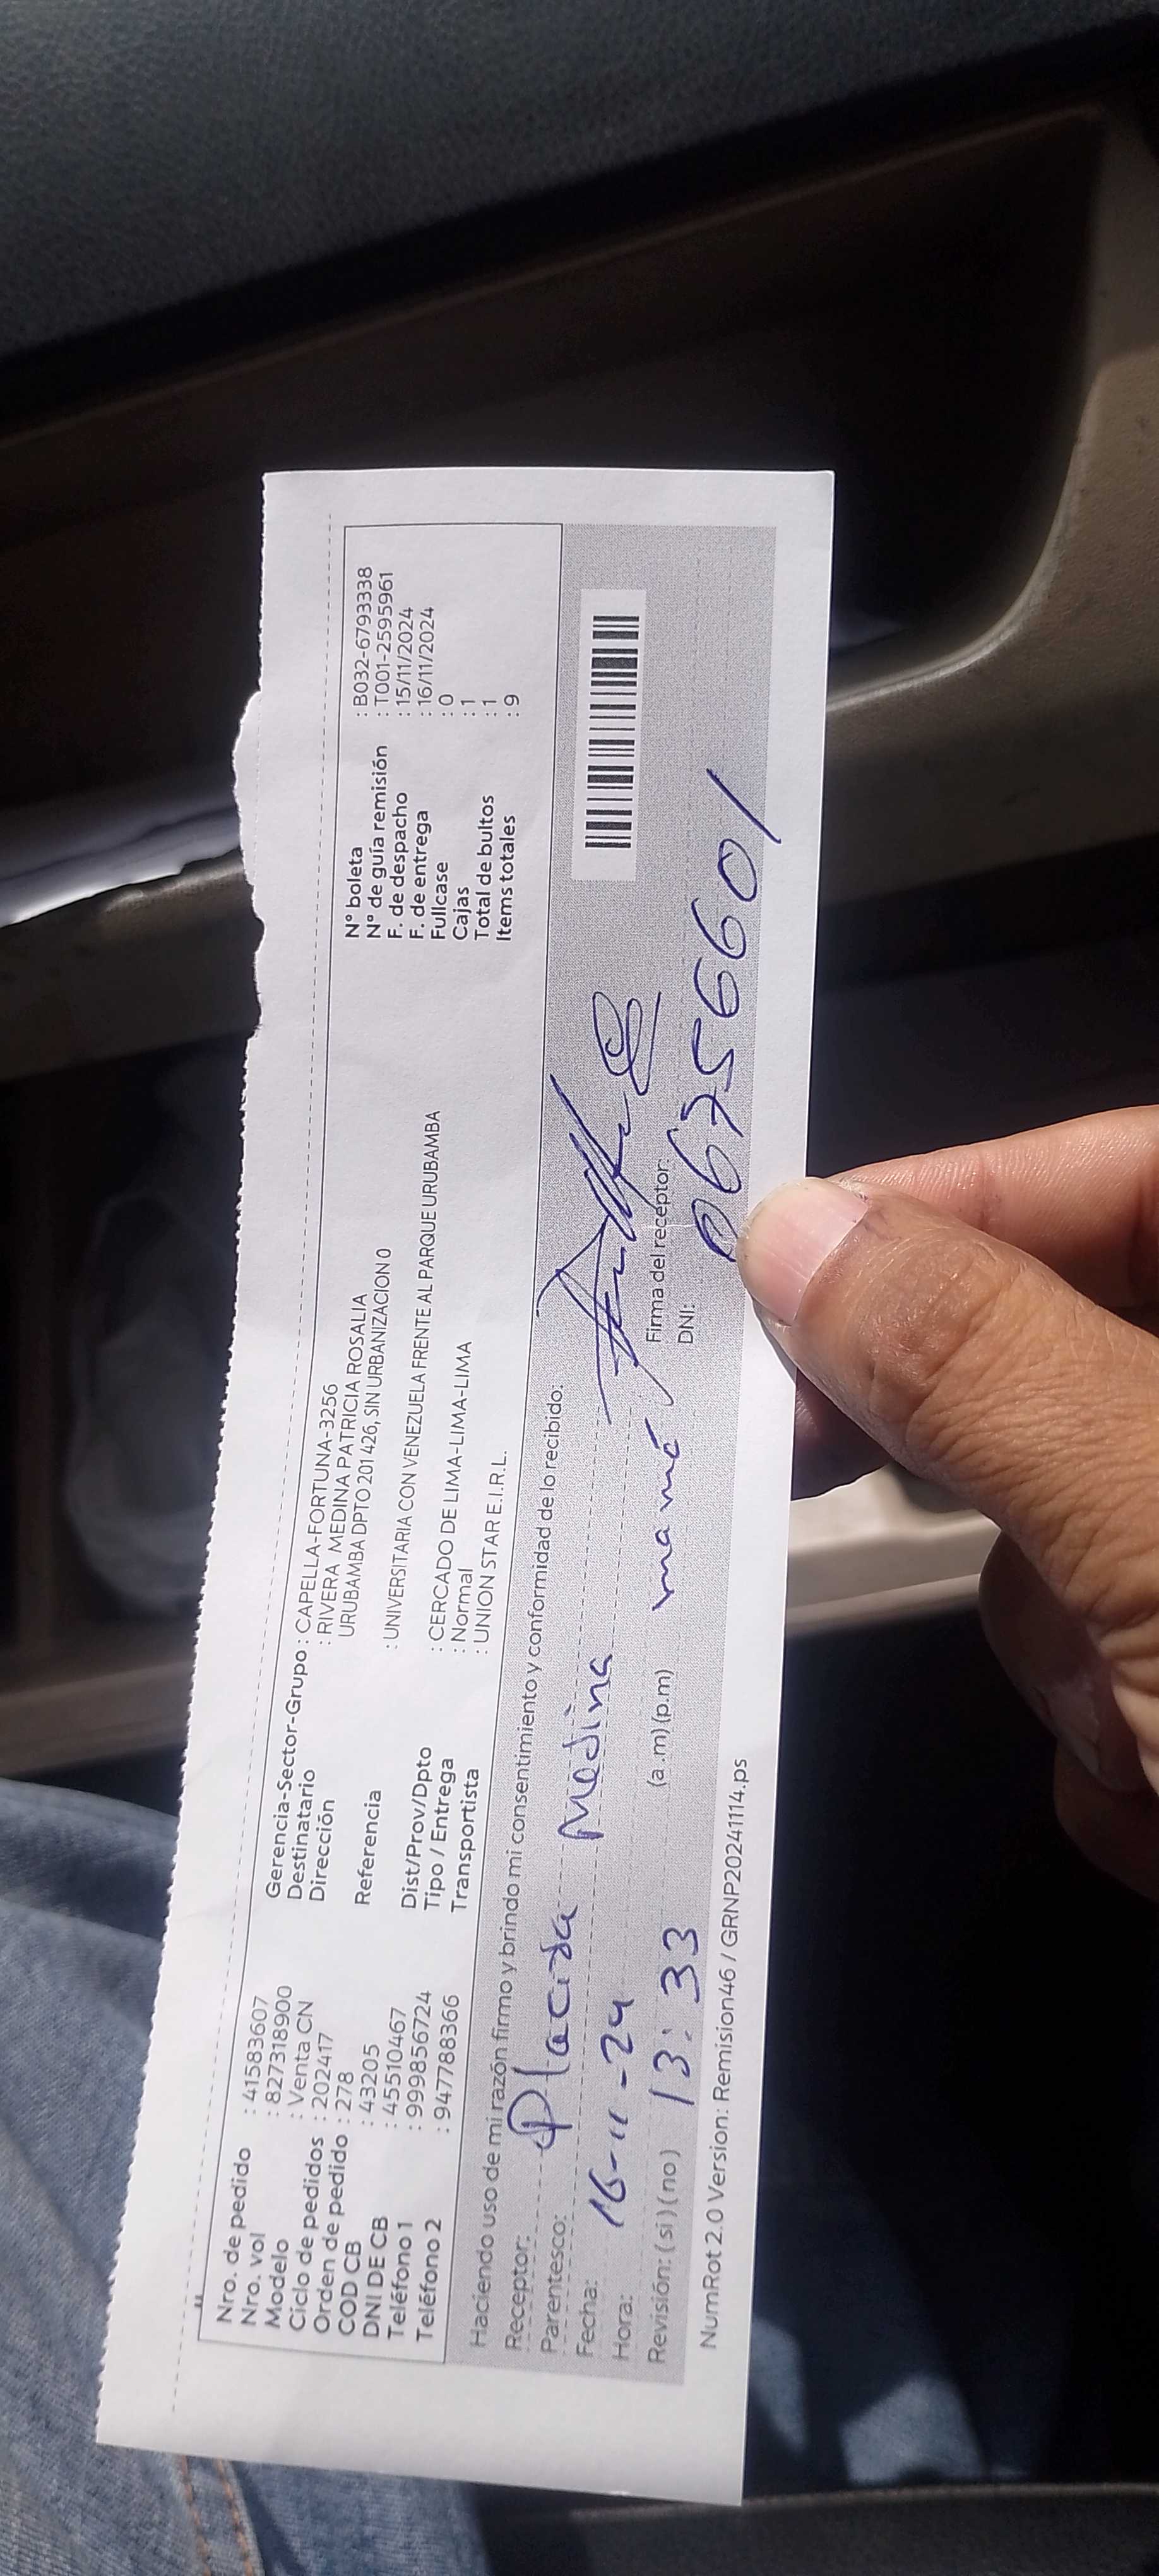 Nro. de pedido : 41583607
Nro. vol : 827318900
Modelo : Venta CN
Ciclo de pedidos : 202417
Orden de pedido : 278
COD CB : 43205
DNI DE CB : 45510467
Teléfono 1 : 999856724
Teléfono 2 : 947788366
Gerencia-Sector-Grupo : CAPELLA-FORTUNA-3256
Destinatario : RIVERA MEDINA PATRICIA ROSALIA
Dirección URUBAMBA DPTO 201 426, SIN URBANIZACION 0
Referencia : UNIVERSITARIA CON VENEZUELA FRENTE AL PARQUE URUBAMBA
Dist/Prov/Dpto : CERCADO DE LIMA-LIMA-LIMA
Tipo / Entrega : Normal
Transportista : UNION STAR E.I.R.L.
N° boleta : B032-6793338
N° de guía remisión : T001-2595961
F. de despacho : 15/11/2024
F. de entrega : 16/11/2024
Fullcase : 0
Cajas : 1
Total de bultos : 1
Items totales : 9
Haciendo uso de mi razón firmo y brindo mi consentimiento y conformidad de lo recibido.
Receptor: Placida Medina
Parentesco: mamá
Fecha: 16-11-24
Hora: 13:33 (a.m) (p.m)
Revisión: ( si ) ( no )
Firma del receptor:
DNI: 06756601
NumRot 2.0 Version: Remision46 / GRNP20241114.ps